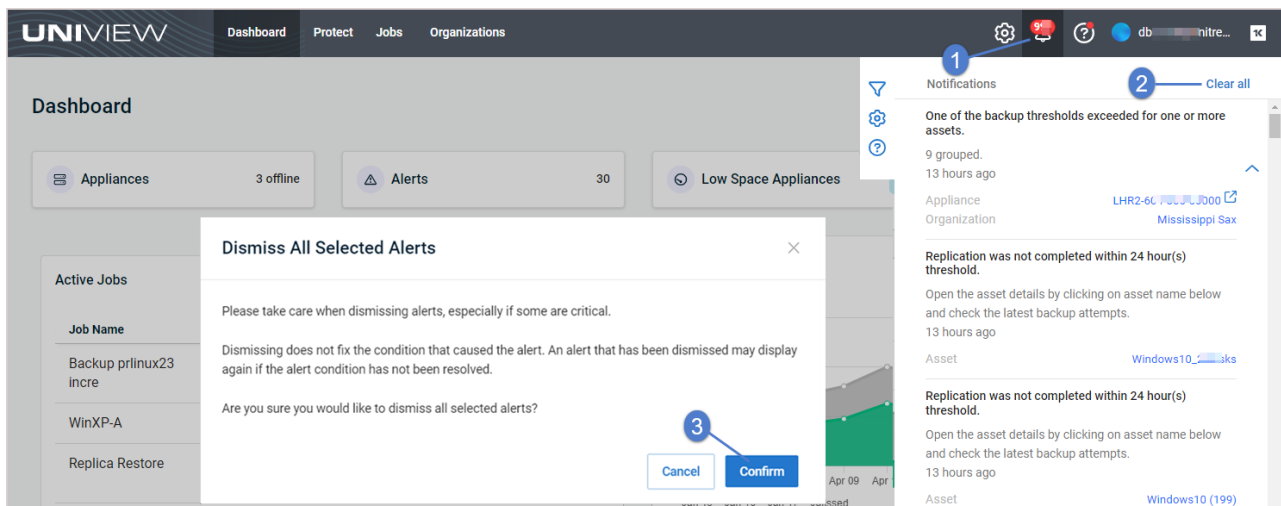 UNIVIEW Dashboard Protect Jobs Organizations
1
Notifications
2
Clear all
Dashboard
One of the backup thresholds exceeded for one or more
assets.
9 grouped.
13 hours ago
Appliance
Organization Mississippi Sax
Appliances 3 offline
Alerts 30
Low Space Appliances
Dismiss All Selected Alerts
Please take care when dismissing alerts, especially if some are critical.
Dismissing does not fix the condition that caused the alert. An alert that has been dismissed may display
again if the alert condition has not been resolved.
Are you sure you would like to dismiss all selected alerts?
3
Cancel Confirm
Active Jobs
Job Name
Backup prlinux23
incre
WinXP-A
Replica Restore
Replication was not completed within 24 hour(s)
threshold.
Open the asset details by clicking on asset name below
and check the latest backup attempts.
13 hours ago
Asset
Replication was not completed within 24 hour(s)
threshold.
Open the asset details by clicking on asset name below
and check the latest backup attempts.
13 hours ago
Asset Windows10 (199)
Apr 09 Apr